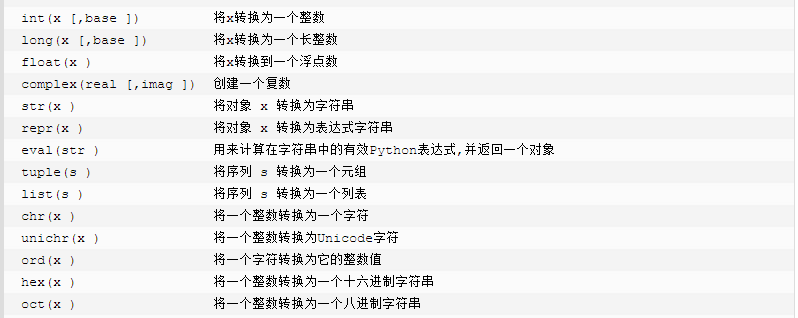 int(x [,base ]) 将x转换为一个整数
long(x [,base ]) 将x转换为一个长整数
float(x ) 将x转换到一个浮点数
complex(real [,imag ]) 创建一个复数
str(x ) 将对象 x 转换为字符串
repr(x ) 将对象 x 转换为表达式字符串
eval(str ) 用来计算在字符串中的有效Python表达式,并返回一个对象
tuple(s ) 将序列 s 转换为一个元组
list(s ) 将序列 s 转换为一个列表
chr(x ) 将一个整数转换为一个字符
unichr(x ) 将一个整数转换为Unicode字符
ord(x ) 将一个字符转换为它的整数值
hex(x ) 将一个整数转换为一个十六进制字符串
oct(x ) 将一个整数转换为一个八进制字符串